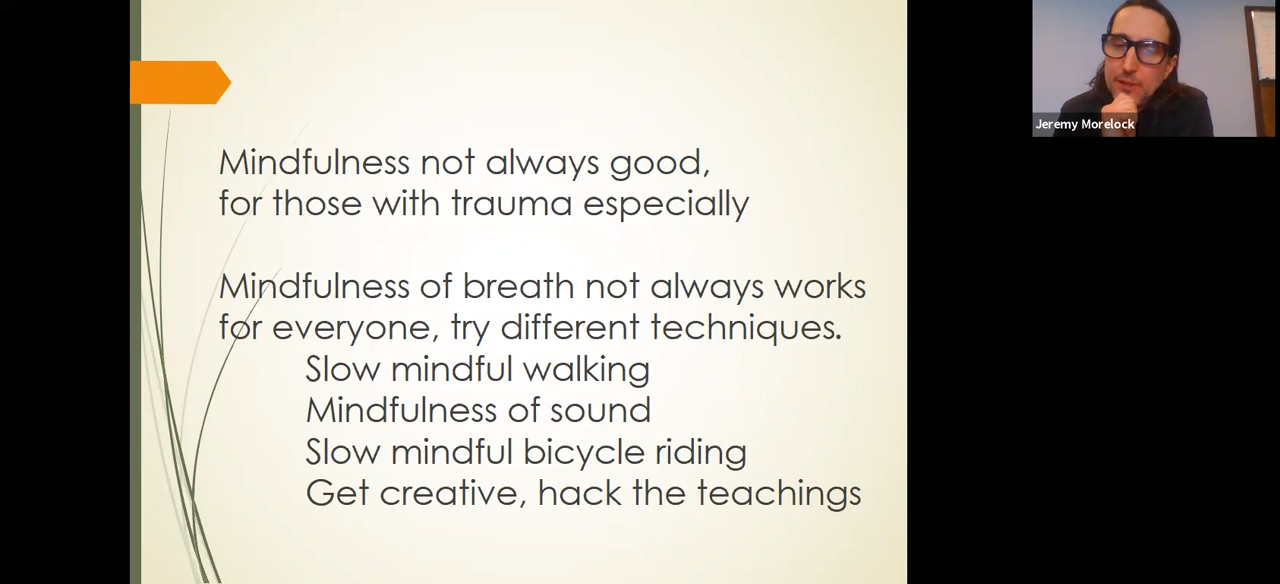 Mindfulness not always good,
for those with trauma especially
Mindfulness of breath not always works
for everyone, try different techniques.
Slow mindful walking
Mindfulness of sound
Slow mindful bicycle riding
Get creative, hack the teachings
Jeremy Morelock